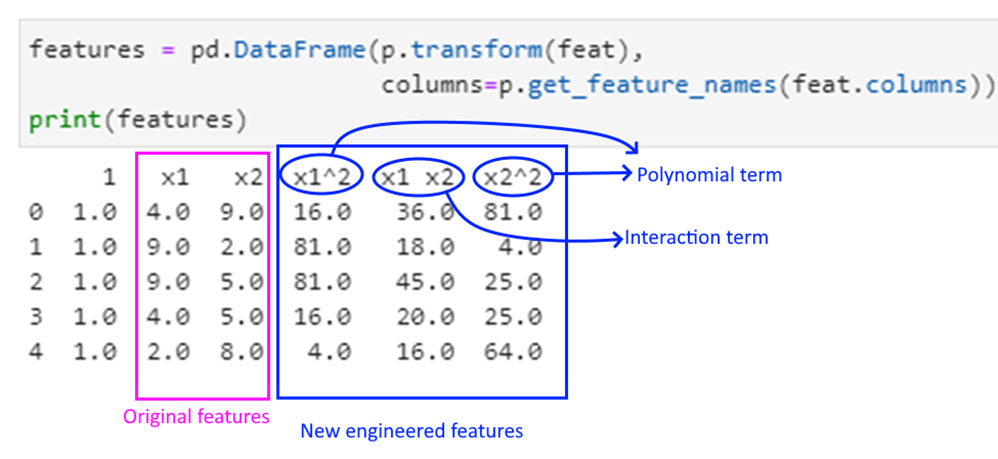 features = pd.DataFrame(p.transform(feat),
columns=p.get_feature_names(feat.columns))
print(features)
1 x1 x2 x1^2 x1 x2 x2^2
0 1.0 4.0 9.0 16.0 36.0 81.0
1 1.0 9.0 2.0 81.0 18.0 4.0
2 1.0 9.0 5.0 81.0 45.0 25.0
3 1.0 4.0 5.0 16.0 20.0 25.0
4 1.0 2.0 8.0 4.0 16.0 64.0
Polynomial term
Interaction term
Original features
New engineered features